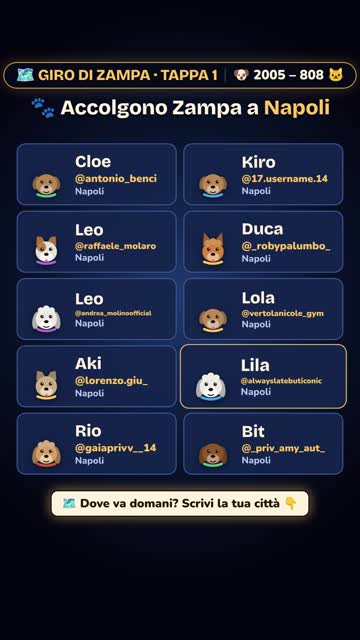 🗺️ GIRO DI ZAMPA · TAPPA 1 | 🐶 2005 – 808 🐱
🐾 Accolgono Zampa a Napoli
Cloe
@antonio_benci
Napoli
Kiro
@17.username.14
Napoli
Leo
@raffaele_molaro
Napoli
Duca
@_robypalumbo_
Napoli
Leo
@andrea_molinoofficial
Napoli
Lola
@vertolanicole_gym
Napoli
Aki
@lorenzo.giu_
Napoli
Lila
@alwayslatebuticonic
Napoli
Rio
@gaiaprivv__14
Napoli
Bit
@_priv_amy_aut_
Napoli
🗺️ Dove va domani? Scrivi la tua città 👇